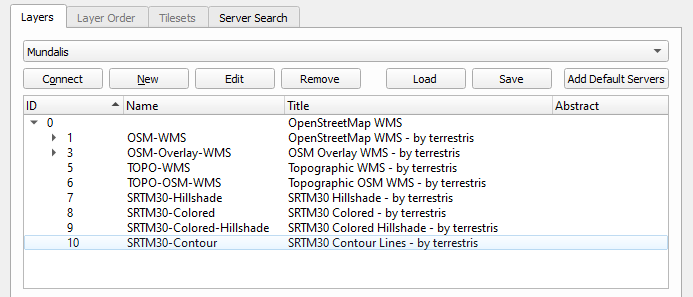 Layers Layer Order Tilesets Server Search
Mundalis
Connect New Edit Remove Load Save Add Default Servers
ID Name Title Abstract
0 OpenStreetMap WMS
1 OSM-WMS OpenStreetMap WMS - by terrestris
3 OSM-Overlay-WMS OSM Overlay WMS - by terrestris
5 TOPO-WMS Topographic WMS - by terrestris
6 TOPO-OSM-WMS Topographic OSM WMS - by terrestris
7 SRTM30-Hillshade SRTM30 Hillshade - by terrestris
8 SRTM30-Colored SRTM30 Colored - by terrestris
9 SRTM30-Colored-Hillshade SRTM30 Colored Hillshade - by terrestris
10 SRTM30-Contour SRTM30 Contour Lines - by terrestris